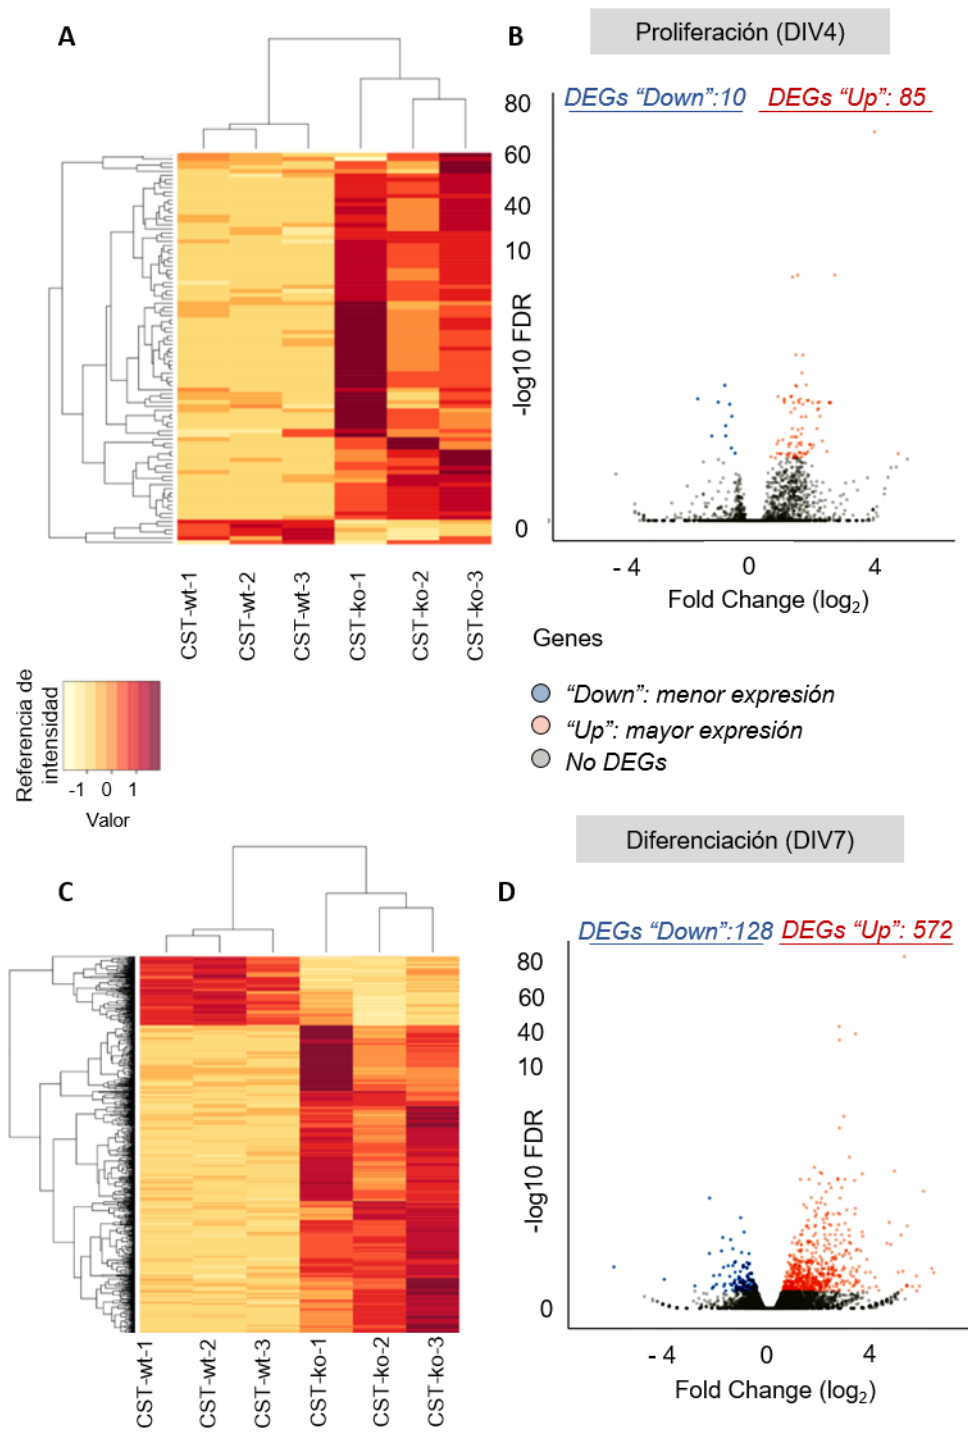 A
B
Proliferación (DIV4)
DEGs “Down”:10
DEGs “Up”: 85
80
60
40
10
0
-log10 FDR
- 4
0
4
Fold Change (log2)
CST-wt-1
CST-wt-2
CST-wt-3
CST-ko-1
CST-ko-2
CST-ko-3
Genes
“Down”: menor expresión
“Up”: mayor expresión
No DEGs
Referencia de
intensidad
-1 0 1
Valor
Diferenciación (DIV7)
C
D
DEGs “Down”:128
DEGs “Up”: 572
80
60
40
10
0
-log10 FDR
- 4
0
4
Fold Change (log2)
CST-wt-1
CST-wt-2
CST-wt-3
CST-ko-1
CST-ko-2
CST-ko-3